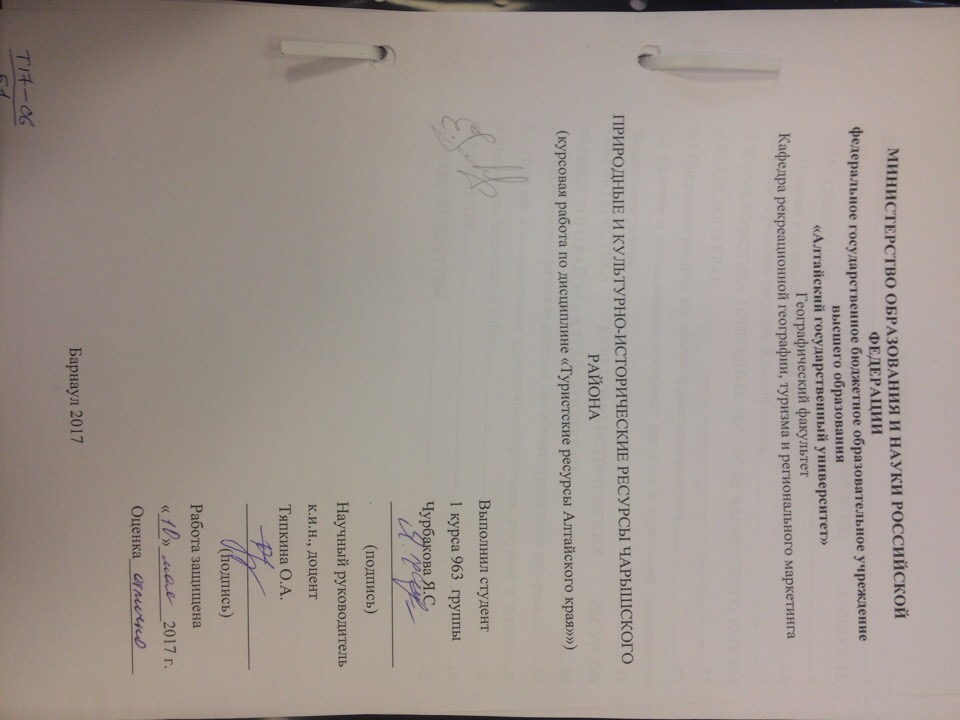 МИНИСТЕРСТВО ОБРАЗОВАНИЯ И НАУКИ РОССИЙСКОЙ
ФЕДЕРАЦИИ
федеральное государственное бюджетное образовательное учреждение
высшего образования
«Алтайский государственный университет»
Географический факультет
Кафедра рекреационной географии, туризма и регионального маркетинга
ПРИРОДНЫЕ И КУЛЬТУРНО-ИСТОРИЧЕСКИЕ РЕСУРСЫ ЧАРЫШСКОГО
РАЙОНА
(курсовая работа по дисциплине «Туристские ресурсы Алтайского края»»)
Выполнил студент
1 курса 963 группы
Чурбакова Я.С
(подпись)
Научный руководитель
к.и.н., доцент
Тяпкина О.А.
(подпись)
Работа защищена
« » мая 2017 г.
Оценка отлично
Барнаул 2017
Т17-06